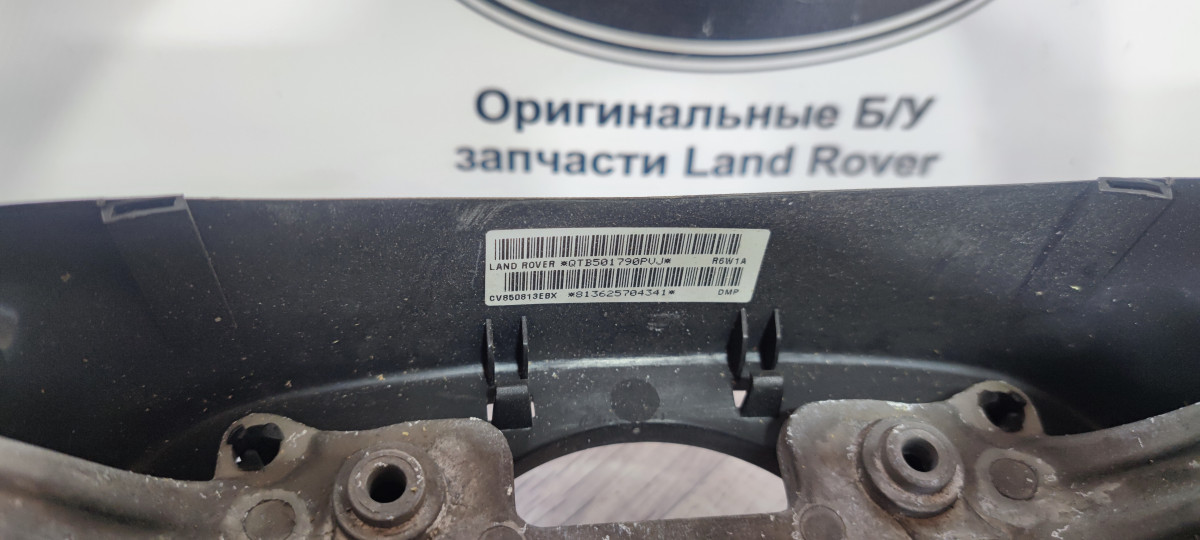 Оригинальные Б/У
запчасти Land Rover
LAND ROVER *QTB501790PVJ* R6W1A
CV850813EBX *813625704341* DMP